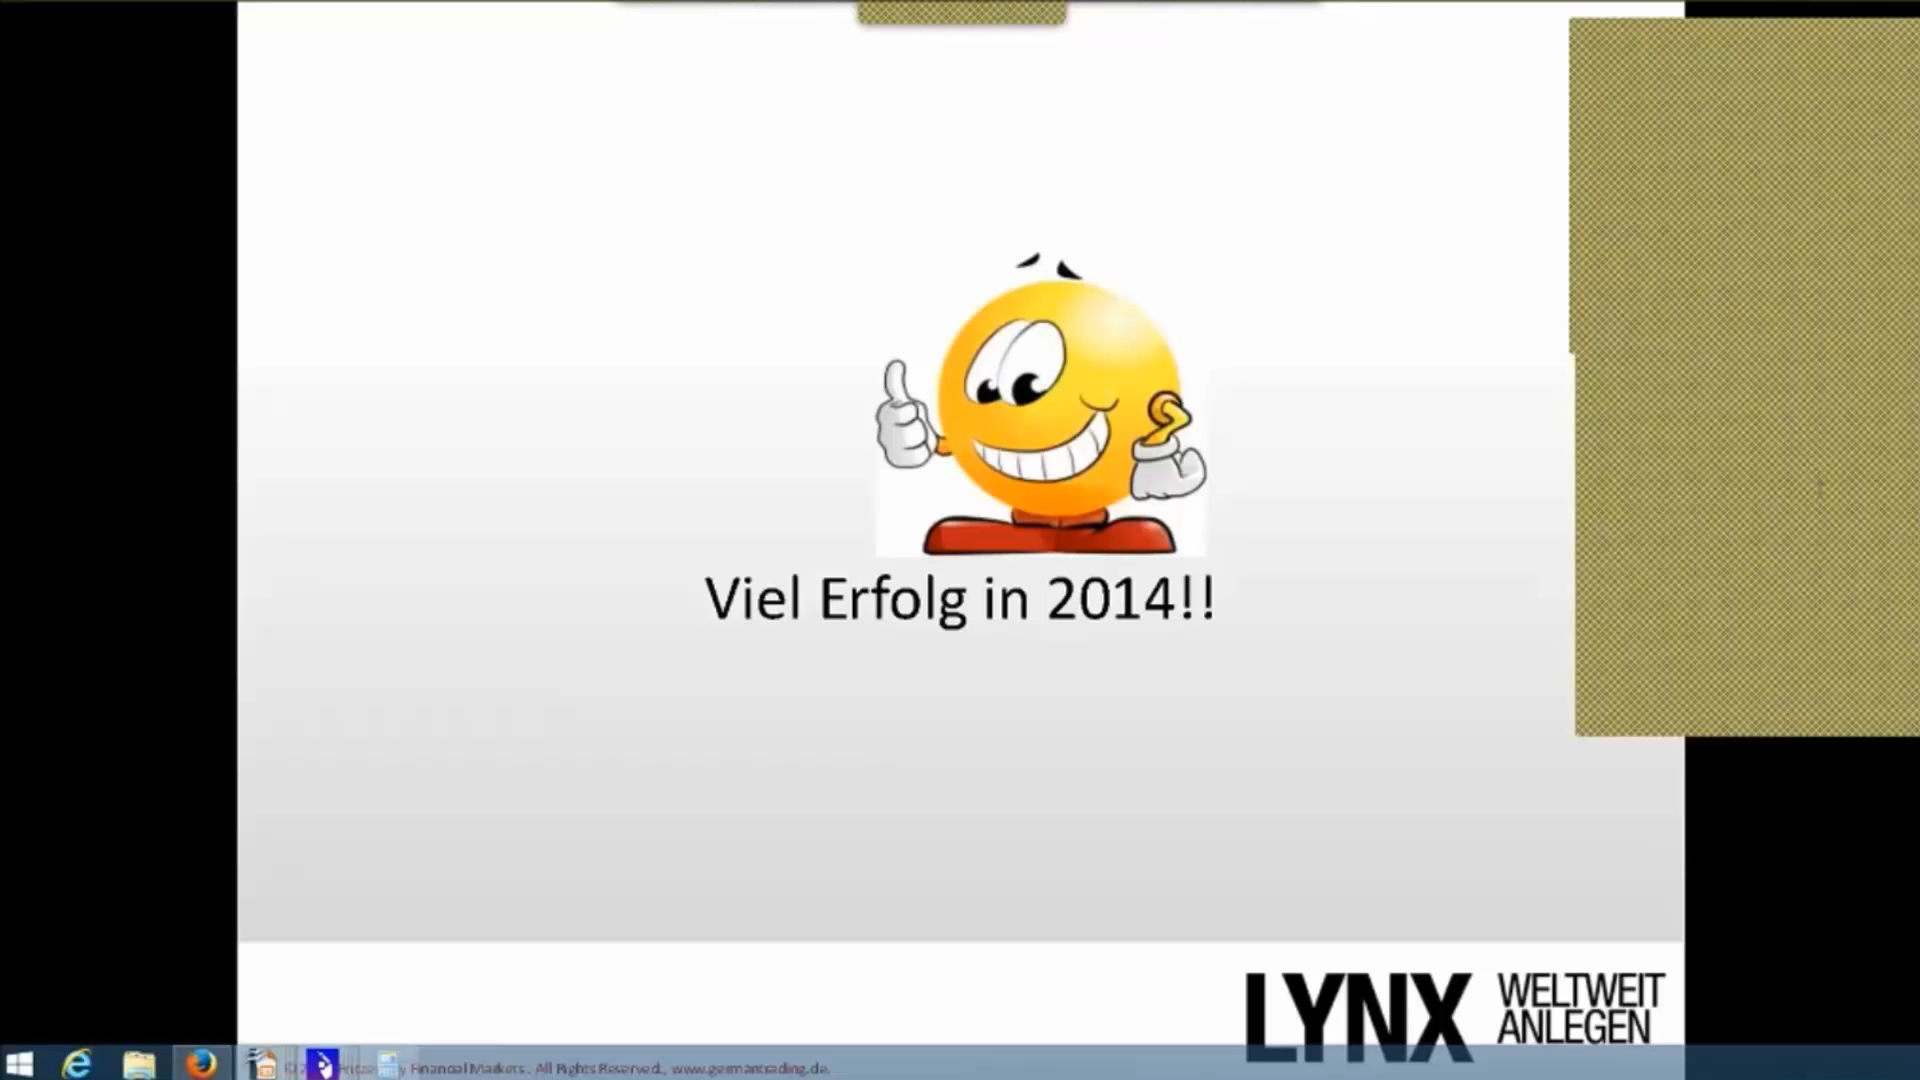 Viel Erfolg in 2014!!
LYNX WELTWEIT
ANLEGEN
Financial Markets. All Rights Reserved., www.germantrading.de.